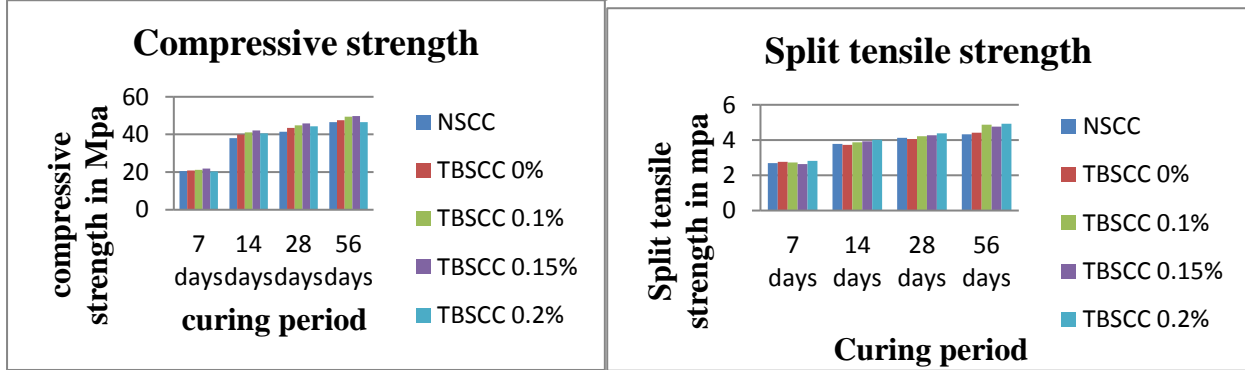 Compressive strength
compressive
strength in Mpa
60
40
20
0
7 14 28 56
days days days days
curing period
NSCC
TBSCC 0%
TBSCC 0.1%
TBSCC 0.15%
TBSCC 0.2%
Split tensile strength
Split tensile
strength in mpa
6
4
2
0
7 14 28 56
days days days days
Curing period
NSCC
TBSCC 0%
TBSCC 0.1%
TBSCC 0.15%
TBSCC 0.2%